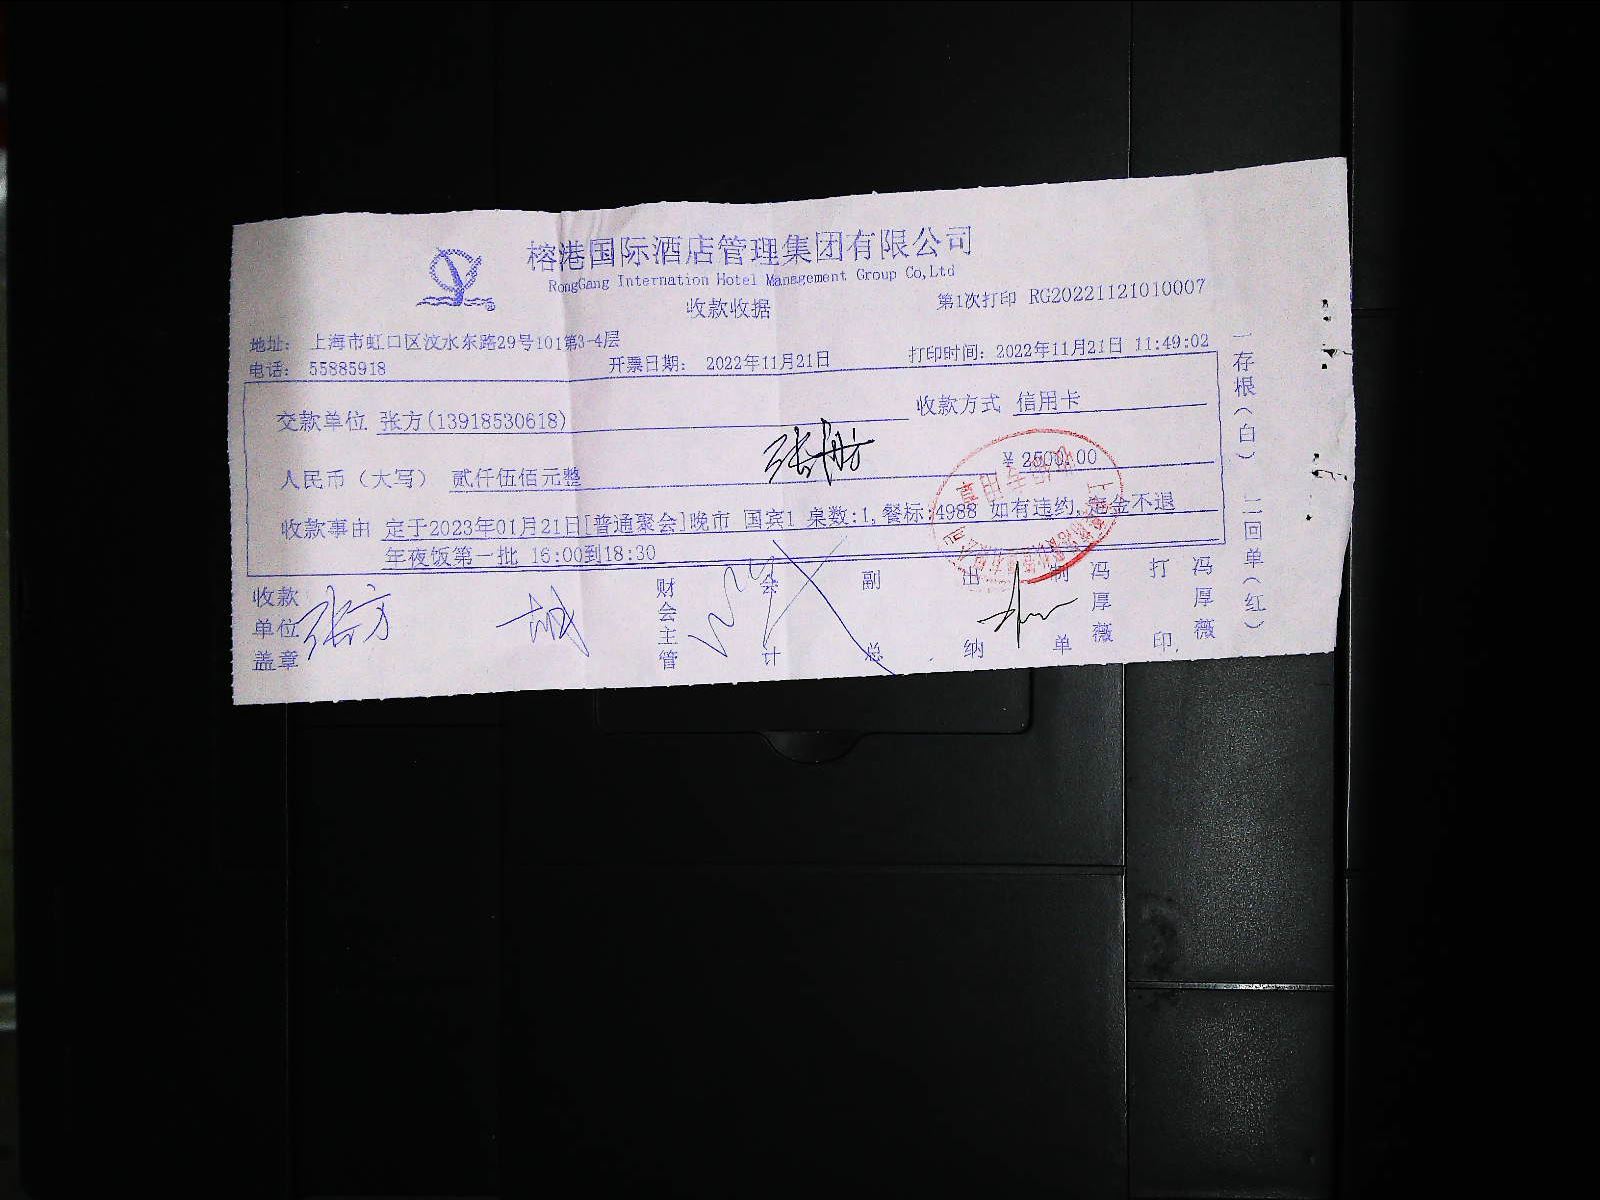 榕港国际酒店管理集团有限公司
RongGang Internation Hotel Management Group Co,Ltd
收款收据
第1次打印 RG20221121010007
地址: 上海市虹口区汶水东路29号101第3-4层
电话: 55885918 开票日期: 2022年11月21日 打印时间: 2022年11月21日 11:49:02
交款单位 张方(13918530618) 收款方式 信用卡
人民币（大写） 贰仟伍佰元整 ￥2500.00
收款事由 定于2023年01月21日[普通聚会]晚市 国宾1 桌数:1,餐标:4988 如有违约,定金不退
年夜饭第一批 16:00到18:30
收款单位盖章 张方
财会主管
会计
副总
出纳
制单 冯厚薇
打印 冯厚薇
一存根(白) 二回单(红)